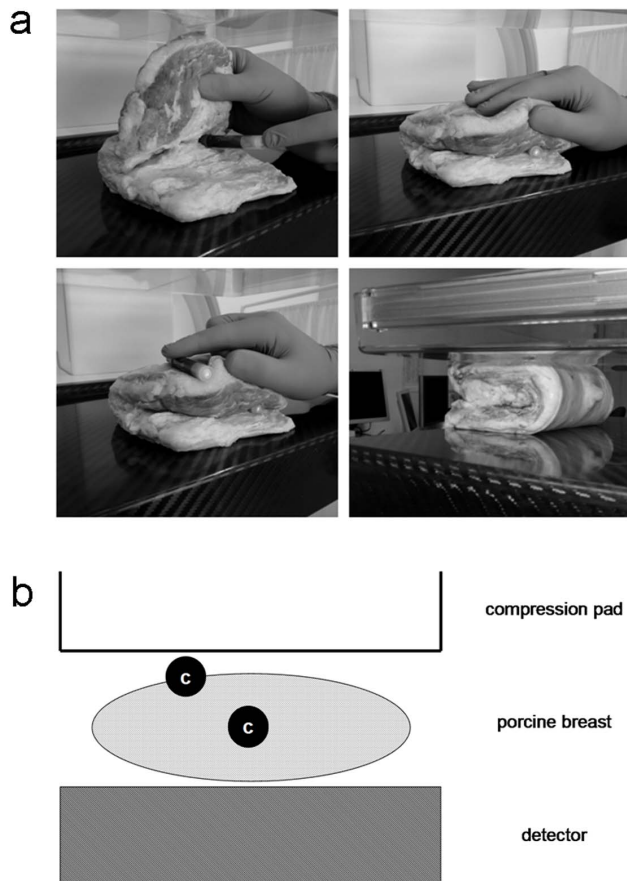 a
b
compression pad
c
c
porcine breast
detector